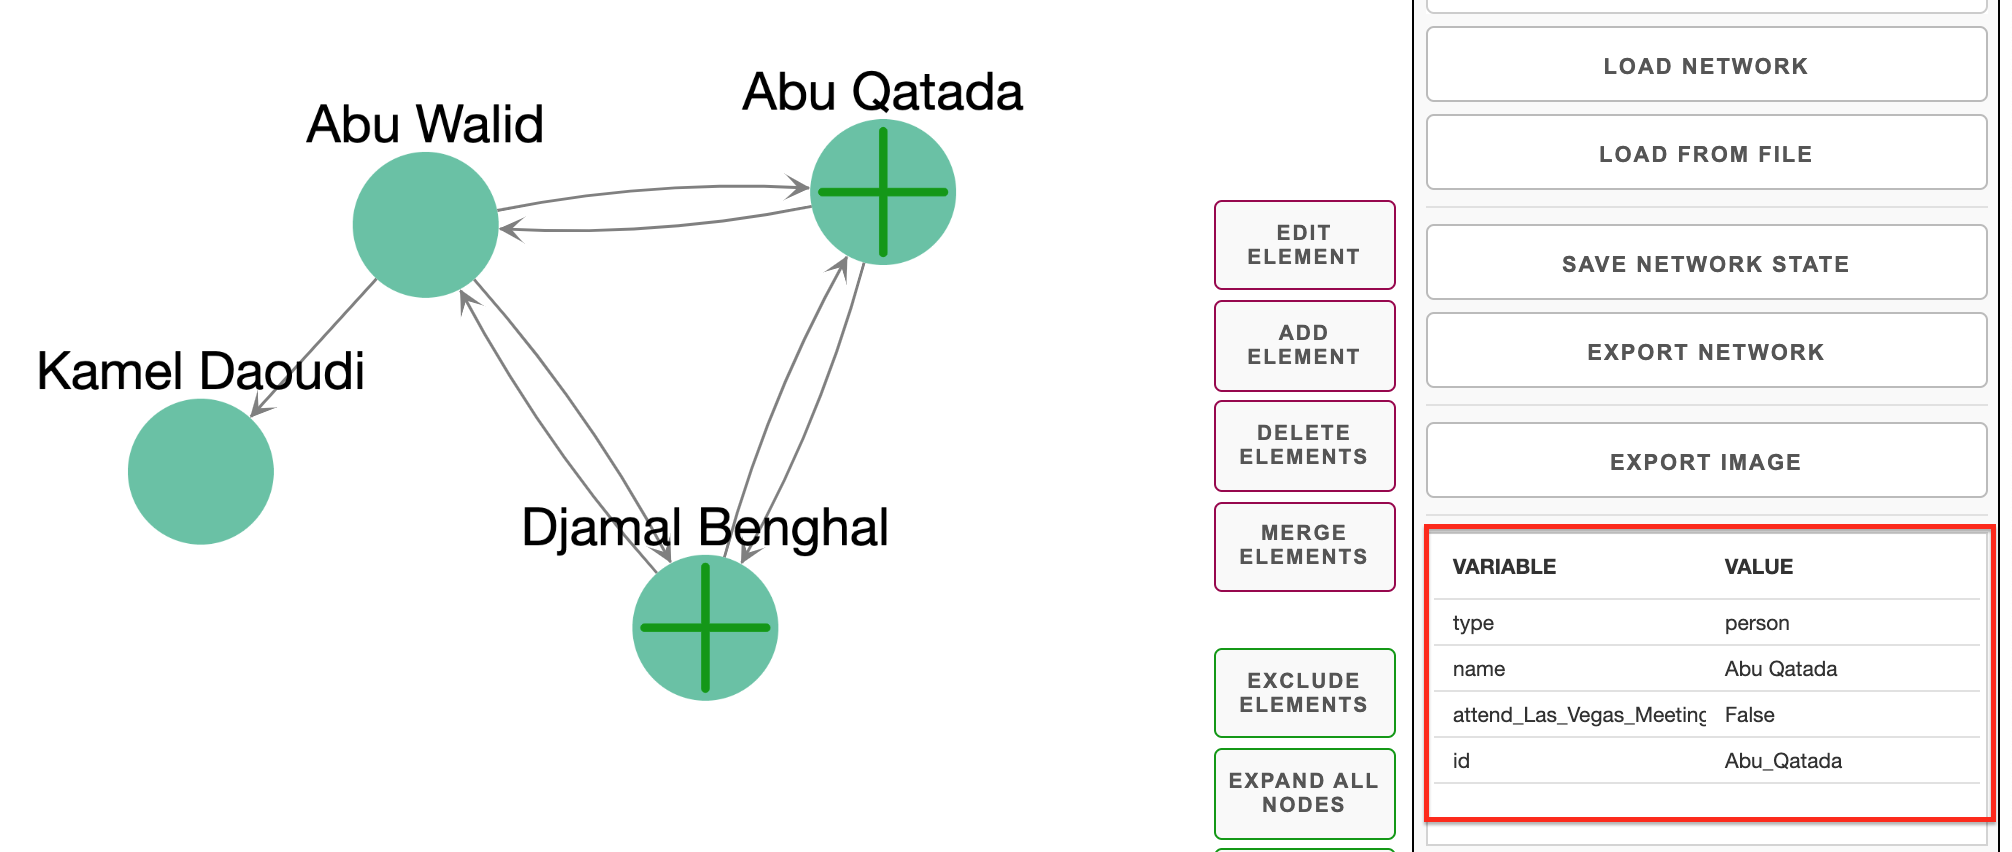 Abu Qatada
Abu Walid
Kamel Daoudi
Djamal Benghal
EDIT
ELEMENT
ADD
ELEMENT
DELETE
ELEMENTS
MERGE
ELEMENTS
EXCLUDE
ELEMENTS
EXPAND ALL
NODES
LOAD NETWORK
LOAD FROM FILE
SAVE NETWORK STATE
EXPORT NETWORK
EXPORT IMAGE
VARIABLE VALUE
type person
name Abu Qatada
attend_Las_Vegas_Meeting False
id Abu_Qatada